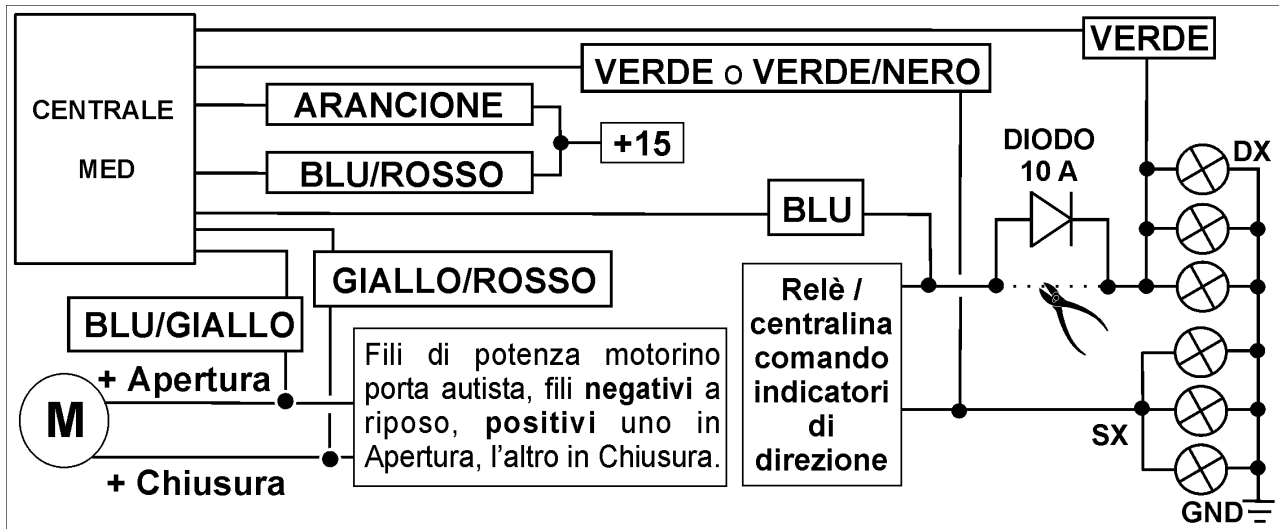 CENTRALE
MED
VERDE
VERDE o VERDE/NERO
ARANCIONE
+15
BLU/ROSSO
DIODO
10 A
DX
BLU
GIALLO/ROSSO
BLU/GIALLO
+ Apertura
M
+ Chiusura
Fili di potenza motorino
porta autista, fili negativi a
riposo, positivi uno in
Apertura, l'altro in Chiusura.
Relè /
centralina
comando
indicatori
di
direzione
SX
GND